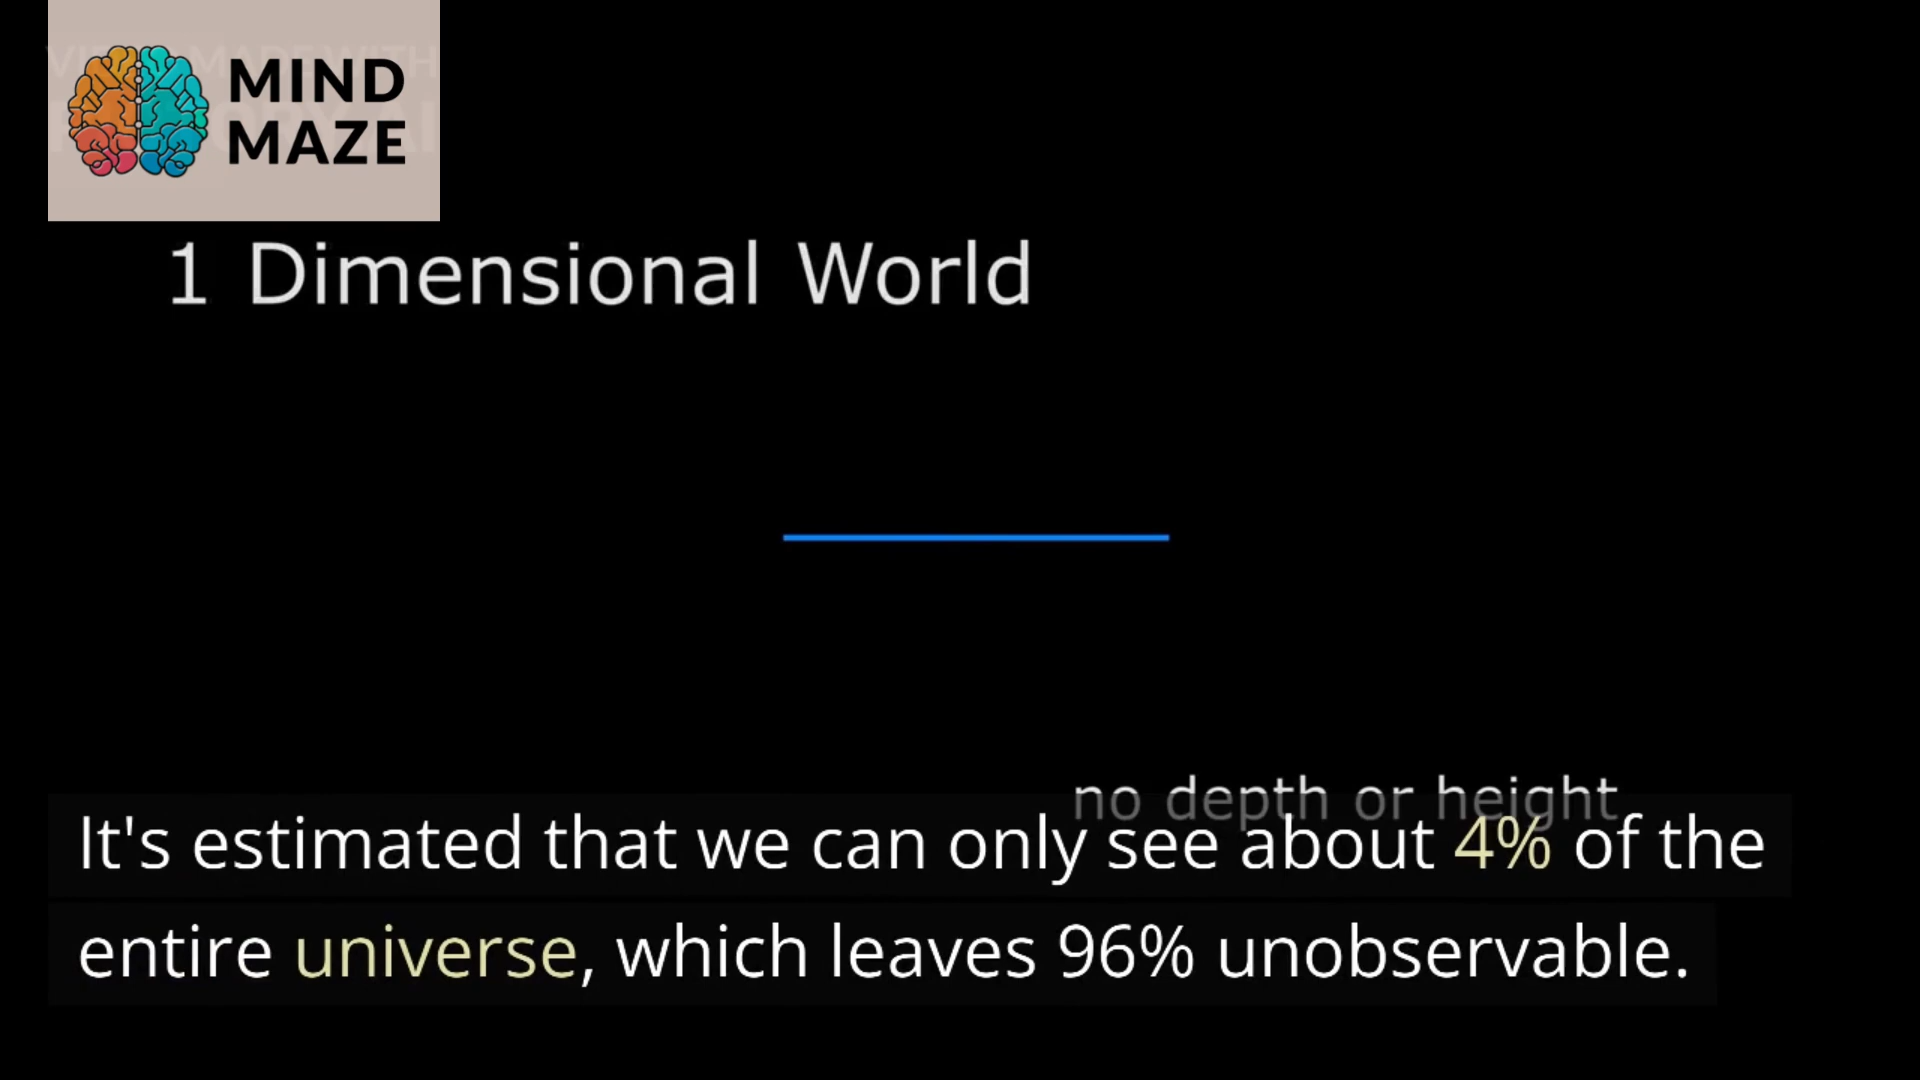 MIND
MAZE
1 Dimensional World
no depth or height
It's estimated that we can only see about 4% of the
entire universe, which leaves 96% unobservable.